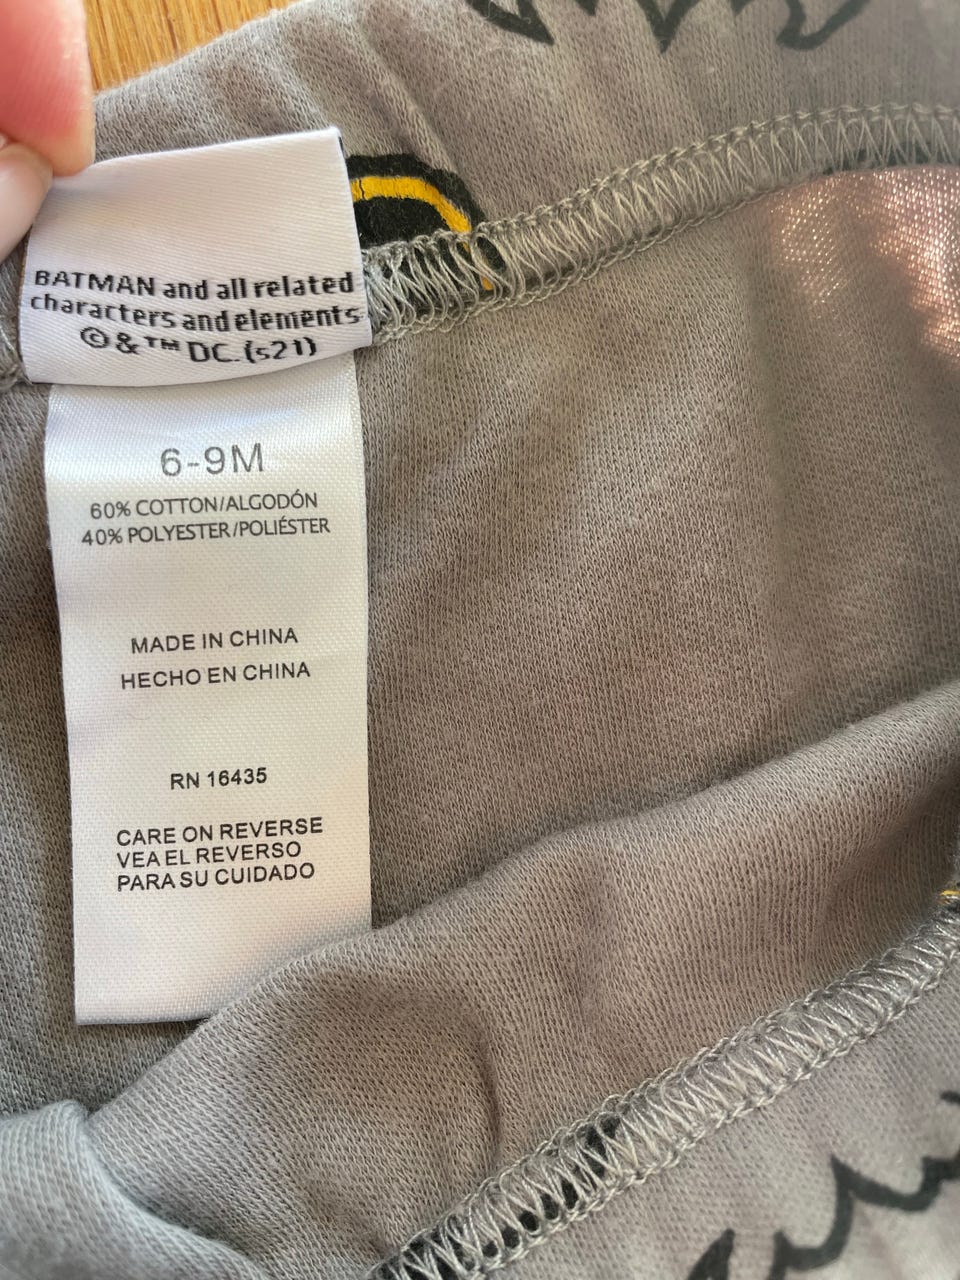 BATMAN and all related
characters and elements
©&™ DC. (s21)
6-9M
60% COTTON/ALGODÓN
40% POLYESTER/POLIÉSTER
MADE IN CHINA
HECHO EN CHINA
RN 16435
CARE ON REVERSE
VEA EL REVERSO
PARA SU CUIDADO